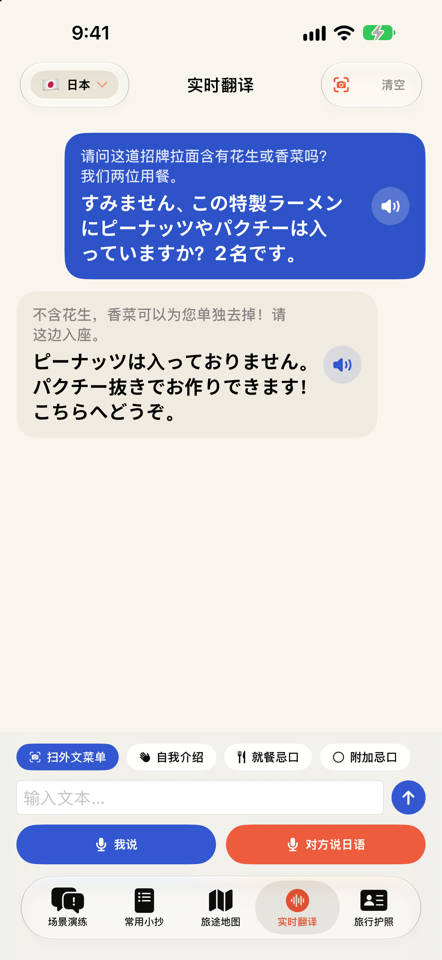 9:41
日本
实时翻译
清空
请问这道招牌拉面含有花生或香菜吗？
我们两位用餐。
すみません、この特製ラーメン
にピーナッツやパクチーは入
っていますか？２名です。
不含花生，香菜可以为您单独去掉！请
这边入座。
ピーナッツは入っておりません。
パクチー抜きでお作りできます！
こちらへどうぞ。
扫外文菜单
自我介绍
就餐忌口
附加忌口
输入文本...
我说
对方说日语
场景演练
常用小抄
旅途地图
实时翻译
旅行护照